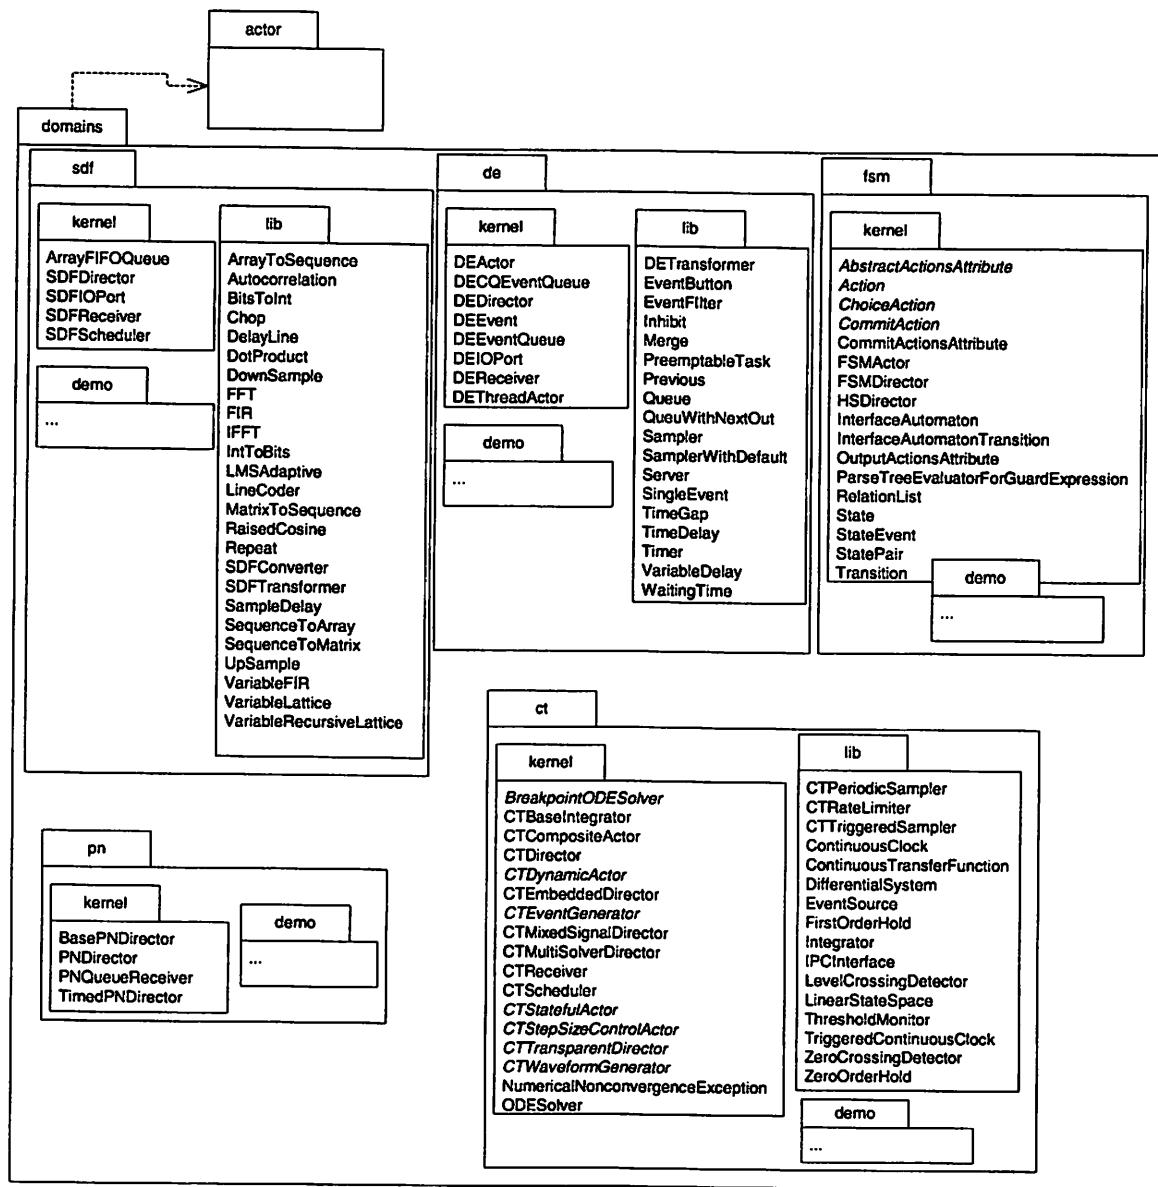 actor
domains
sdf
kernel
ArrayFIFOQueue
SDFDirector
SDFIOPort
SDFReceiver
SDFScheduler
demo
...
lib
ArrayToSequence
Autocorrelation
BitsToInt
Chop
DelayLine
DotProduct
DownSample
FFT
FIR
IFFT
IntToBits
LMSAdaptive
LineCoder
MatrixToSequence
RaisedCosine
Repeat
SDFConverter
SDFTransformer
SampleDelay
SequenceToArray
SequenceToMatrix
UpSample
VariableFIR
VariableLattice
VariableRecursiveLattice
de
kernel
DEActor
DECQEventQueue
DEDirector
DEEvent
DEEventQueue
DEIOPort
DEReceiver
DEThreadActor
demo
...
lib
DETransformer
EventButton
EventFilter
Inhibit
Merge
PreemptableTask
Previous
Queue
QueuWithNextOut
Sampler
SamplerWithDefault
Server
SingleEvent
TimeGap
TimeDelay
Timer
VariableDelay
WaitingTime
fsm
kernel
AbstractActionsAttribute
Action
ChoiceAction
CommitAction
CommitActionsAttribute
FSMActor
FSMDirector
HSDirector
InterfaceAutomaton
InterfaceAutomatonTransition
OutputActionsAttribute
ParseTreeEvaluatorForGuardExpression
RelationList
State
StateEvent
StatePair
Transition
demo
...
pn
kernel
BasePNDirector
PNDirector
PNQueueReceiver
TimedPNDirector
demo
...
ct
kernel
BreakpointODESolver
CTBaseIntegrator
CTCompositeActor
CTDirector
CTDynamicActor
CTEmbeddedDirector
CTEventGenerator
CTMixedSignalDirector
CTMultiSolverDirector
CTReceiver
CTScheduler
CTStatefulActor
CTStepSizeControlActor
CTTransparentDirector
CTWaveformGenerator
NumericalNonconvergenceException
ODESolver
lib
CTPeriodicSampler
CTRateLimiter
CTTriggeredSampler
ContinuousClock
ContinuousTransferFunction
DifferentialSystem
EventSource
FirstOrderHold
Integrator
IPCInterface
LevelCrossingDetector
LinearStateSpace
ThresholdMonitor
TriggeredContinuousClock
ZeroCrossingDetector
ZeroOrderHold
demo
...